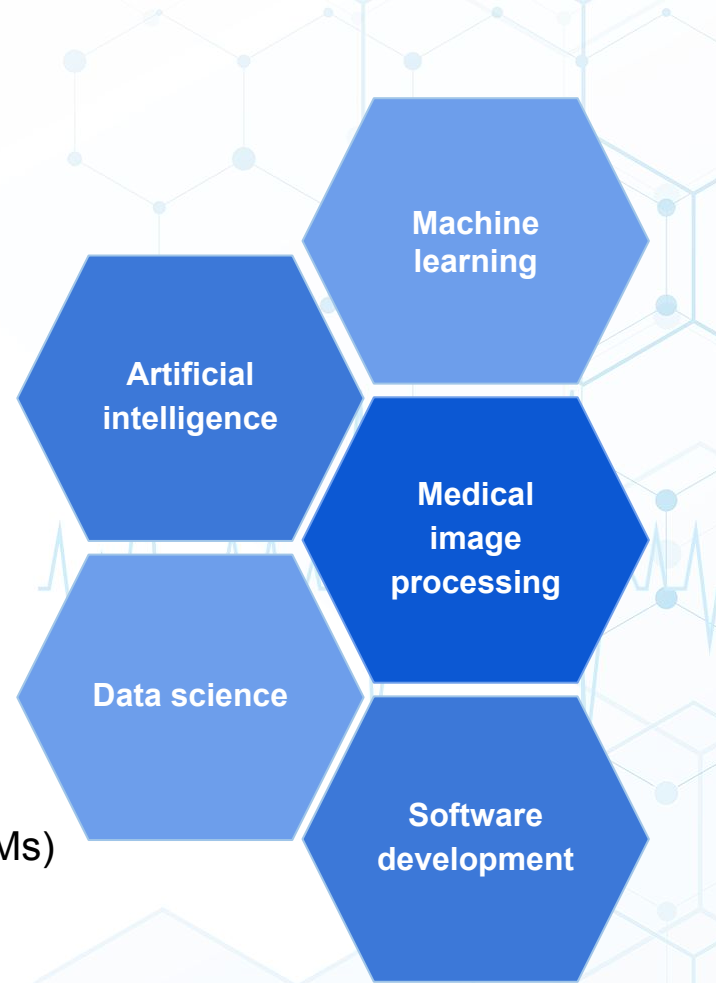 Machine
learning
Artificial
intelligence
Medical
image
processing
Data science
Software
development
Ms)